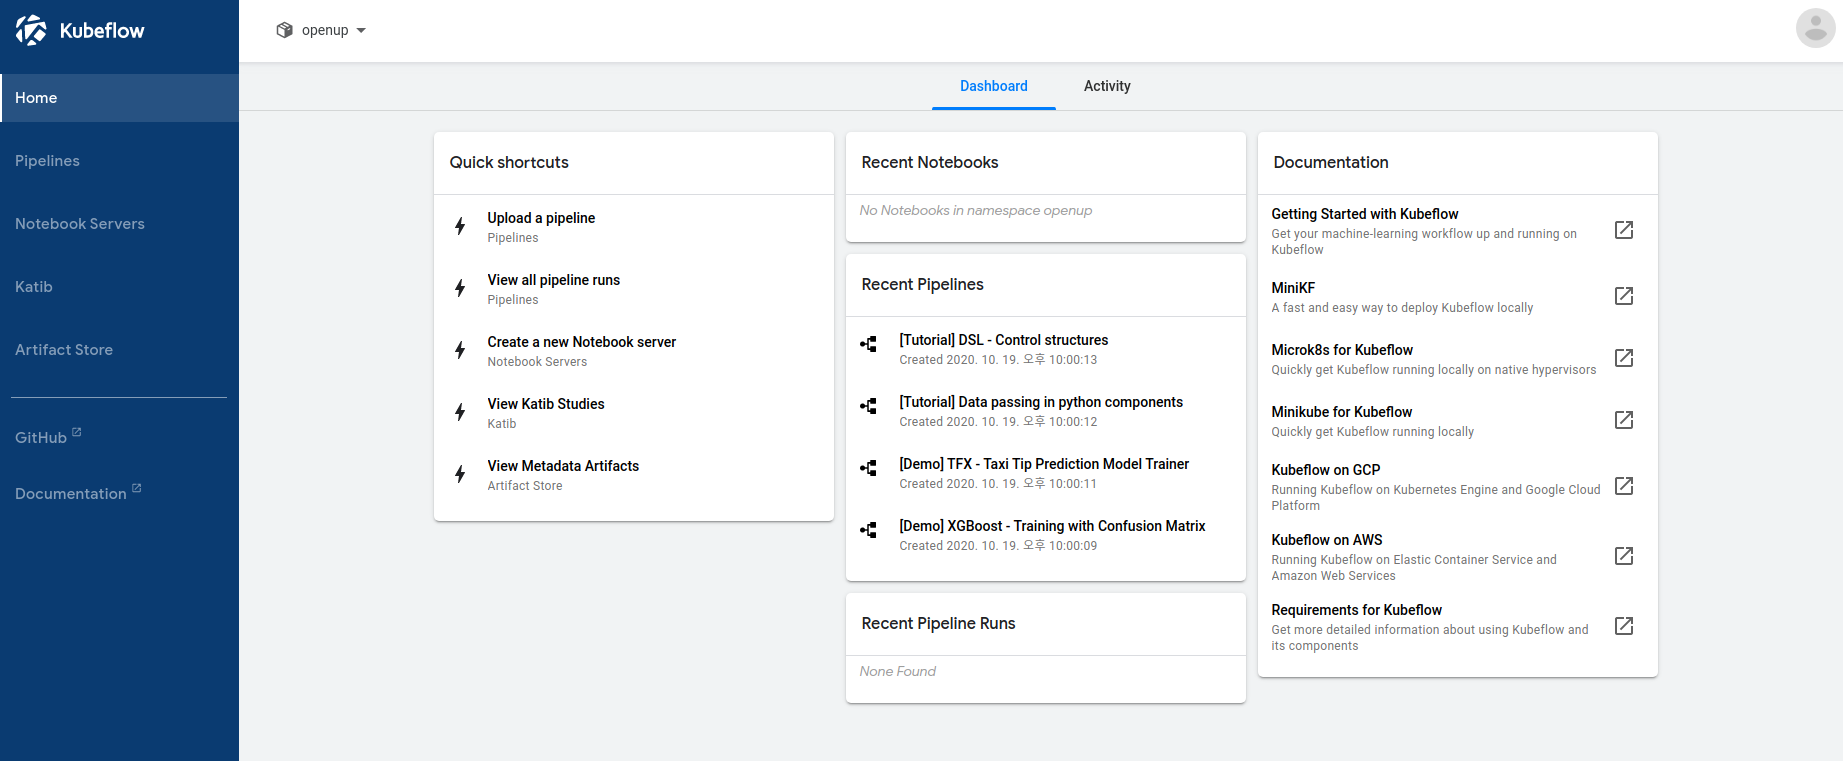 Kubeflow
openup
Home
Pipelines
Notebook Servers
Katib
Artifact Store
GitHub
Documentation
Dashboard
Activity
Quick shortcuts
Upload a pipeline
Pipelines
View all pipeline runs
Pipelines
Create a new Notebook server
Notebook Servers
View Katib Studies
Katib
View Metadata Artifacts
Artifact Store
Recent Notebooks
No Notebooks in namespace openup
Recent Pipelines
[Tutorial] DSL - Control structures
Created 2020. 10. 19. 오후 10:00:13
[Tutorial] Data passing in python components
Created 2020. 10. 19. 오후 10:00:12
[Demo] TFX - Taxi Tip Prediction Model Trainer
Created 2020. 10. 19. 오후 10:00:11
[Demo] XGBoost - Training with Confusion Matrix
Created 2020. 10. 19. 오후 10:00:09
Recent Pipeline Runs
None Found
Documentation
Getting Started with Kubeflow
Get your machine-learning workflow up and running on
Kubeflow
MiniKF
A fast and easy way to deploy Kubeflow locally
Microk8s for Kubeflow
Quickly get Kubeflow running locally on native hypervisors
Minikube for Kubeflow
Quickly get Kubeflow running locally
Kubeflow on GCP
Running Kubeflow on Kubernetes Engine and Google Cloud
Platform
Kubeflow on AWS
Running Kubeflow on Elastic Container Service and
Amazon Web Services
Requirements for Kubeflow
Get more detailed information about using Kubeflow and
its components